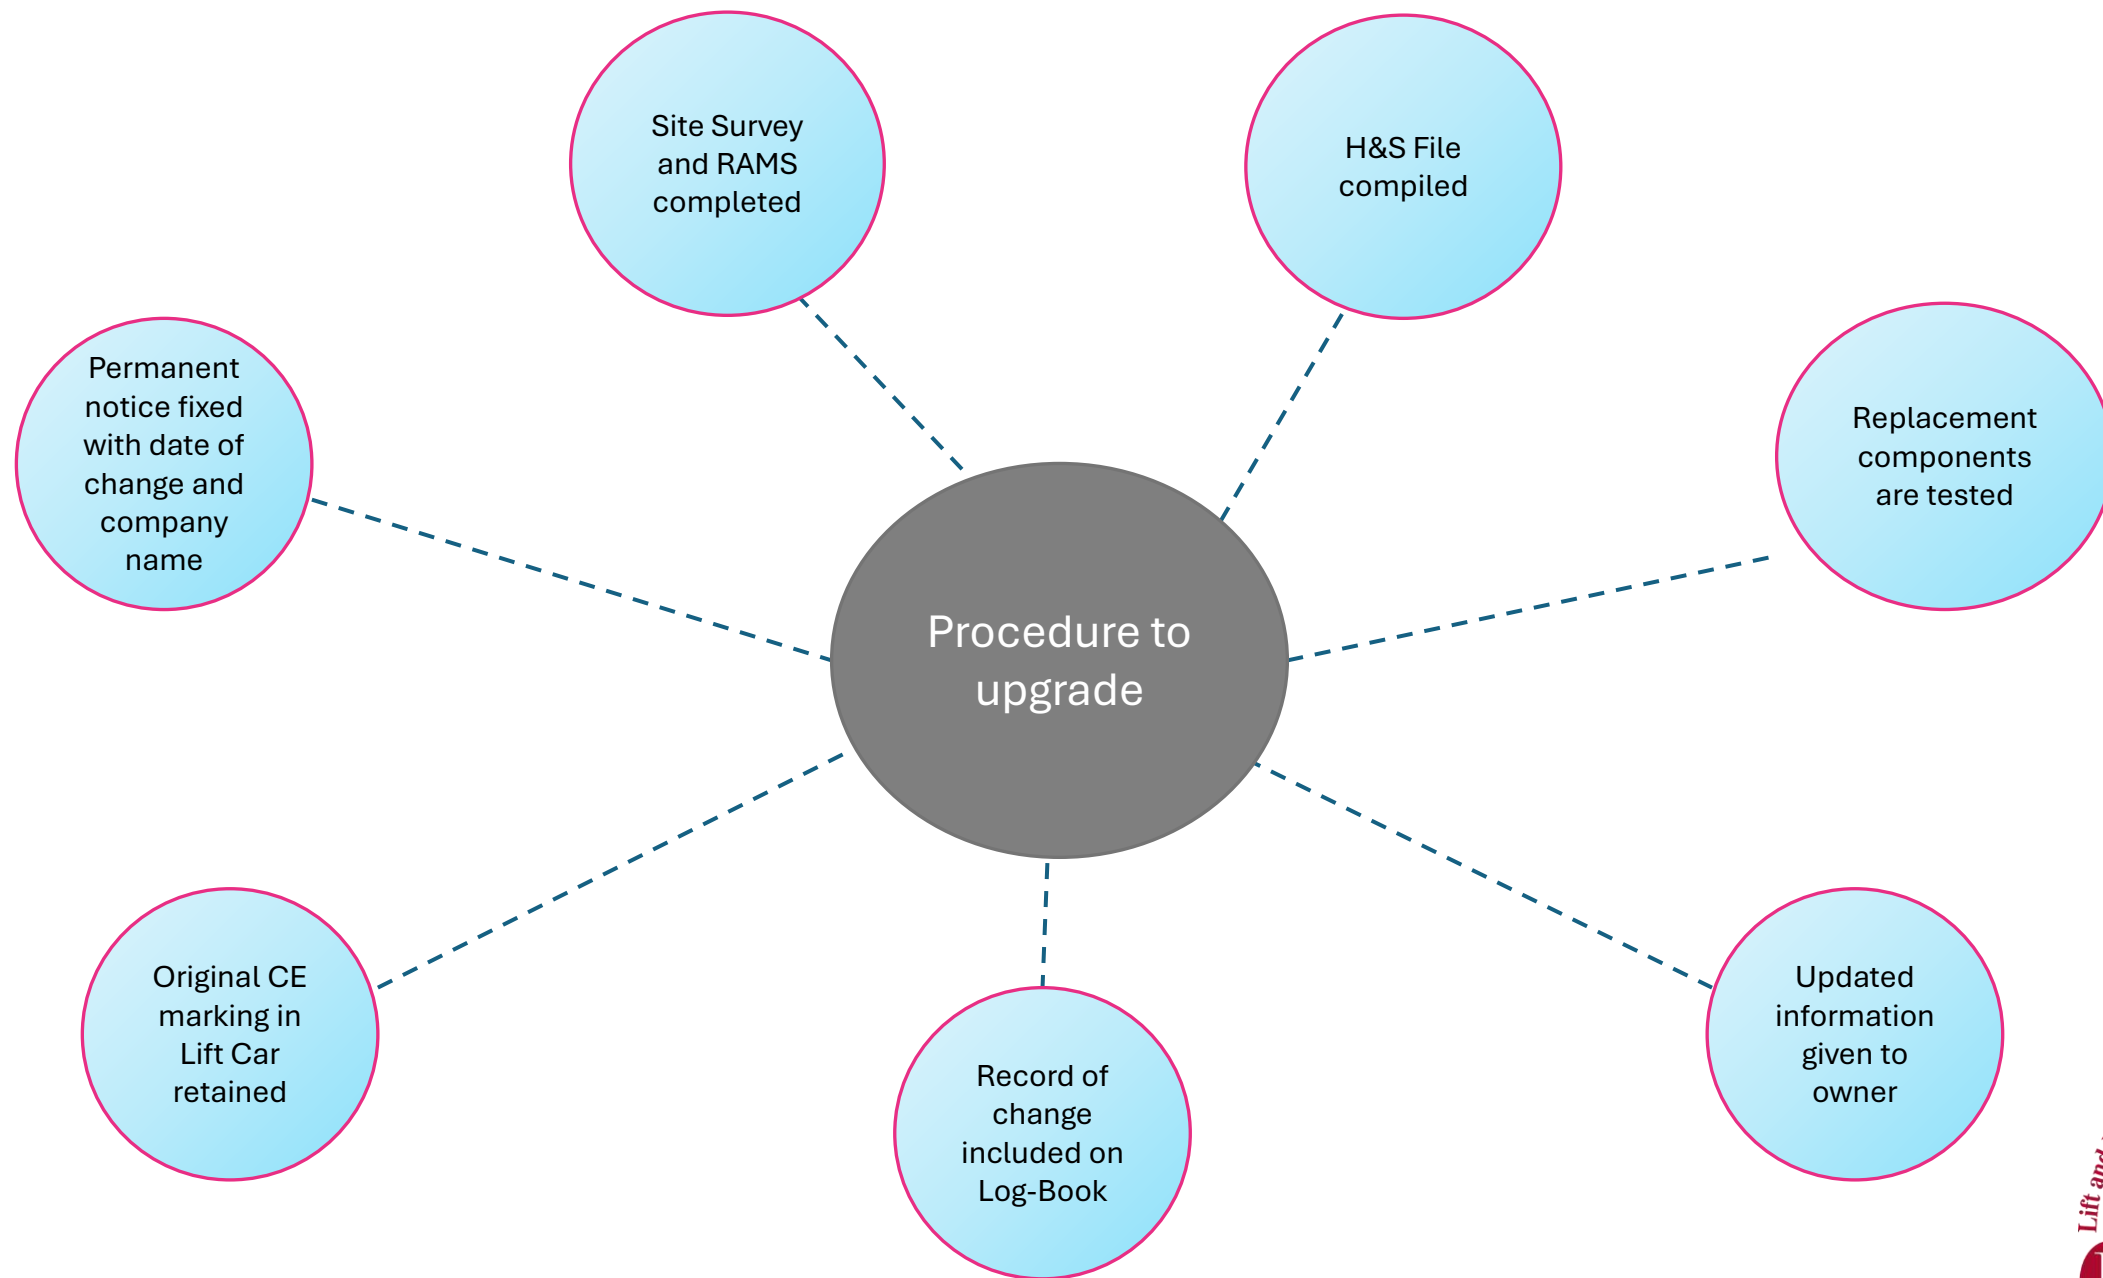 Site Survey
and RAMS
completed
H&S File
compiled
Permanent
notice fixed
with date of
change and
company
name
Replacement
components
are tested
Procedure to
upgrade
Original CE
marking in
Lift Car
retained
Record of
change
included on
Log-Book
Updated
information
given to
owner
Lift and